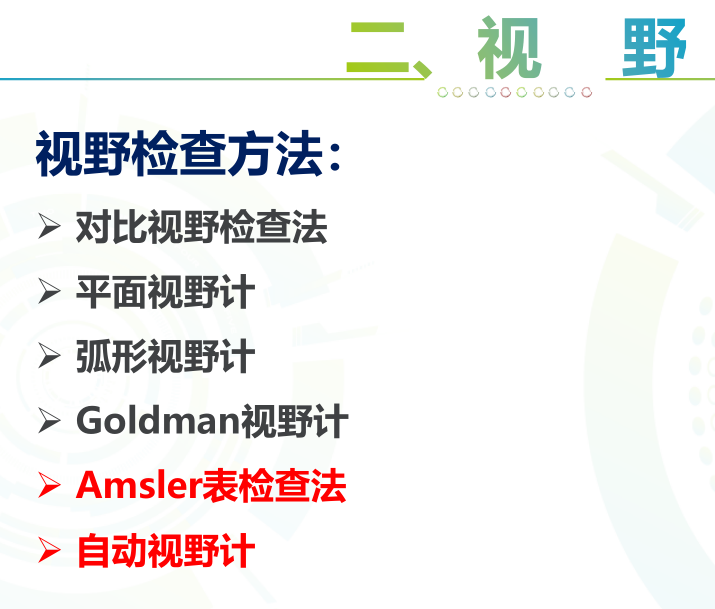 二、视 野
视野检查方法：
➢ 对比视野检查法
➢ 平面视野计
➢ 弧形视野计
➢ Goldman视野计
➢ Amsler表检查法
➢ 自动视野计